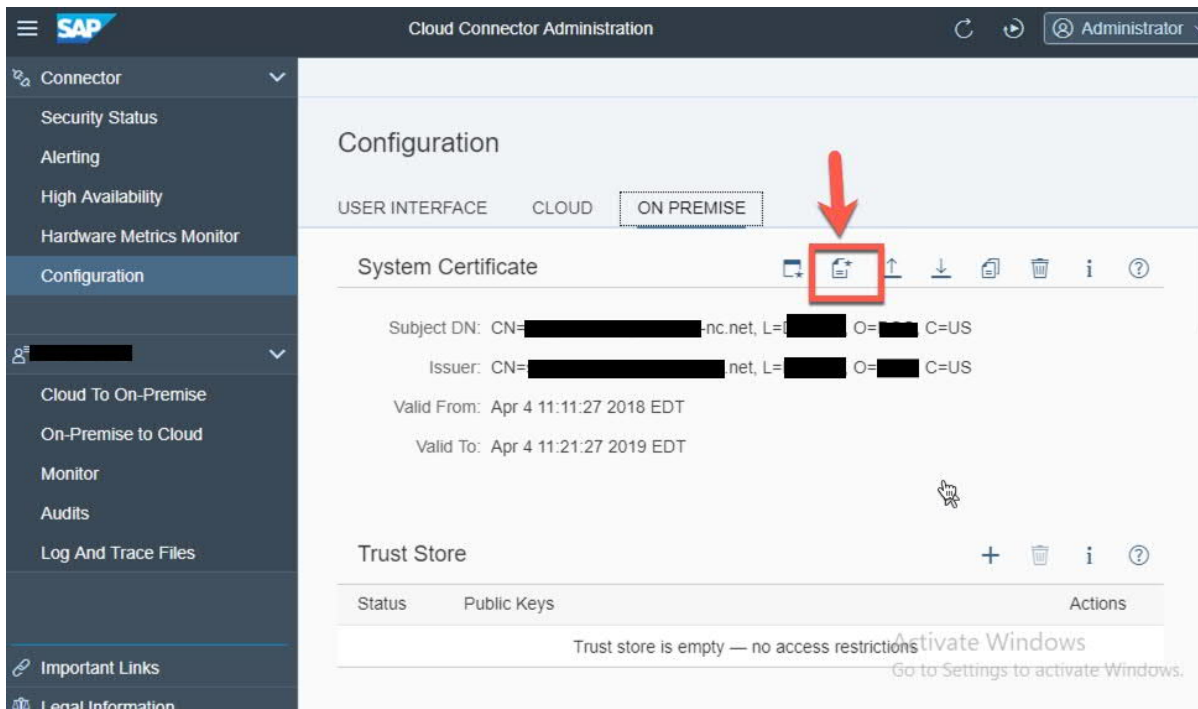 SAP Cloud Connector Administration Administrator
Connector
Security Status
Alerting
High Availability
Hardware Metrics Monitor
Configuration
Cloud To On-Premise
On-Premise to Cloud
Monitor
Audits
Log And Trace Files
Important Links
Legal Information
Configuration
USER INTERFACE CLOUD ON PREMISE
System Certificate
Subject DN: CN= -nc.net, L= O= , C=US
Issuer: CN= .net, L= O= C=US
Valid From: Apr 4 11:11:27 2018 EDT
Valid To: Apr 4 11:21:27 2019 EDT
Trust Store
Status Public Keys Actions
Trust store is empty — no access restrictions
Activate Windows
Go to Settings to activate Windows.